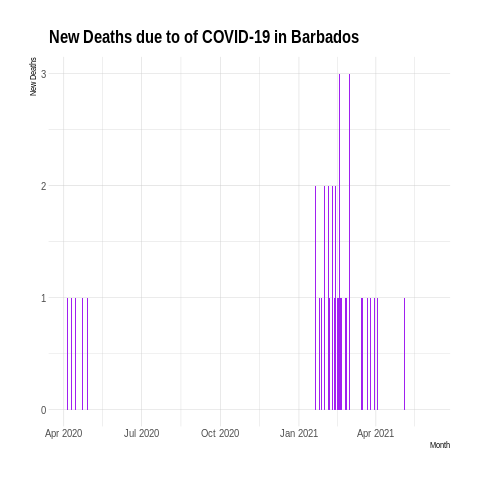 New Deaths due to of COVID-19 in Barbados
New Deaths
3
2
1
0
Apr 2020 Jul 2020 Oct 2020 Jan 2021 Apr 2021
Month